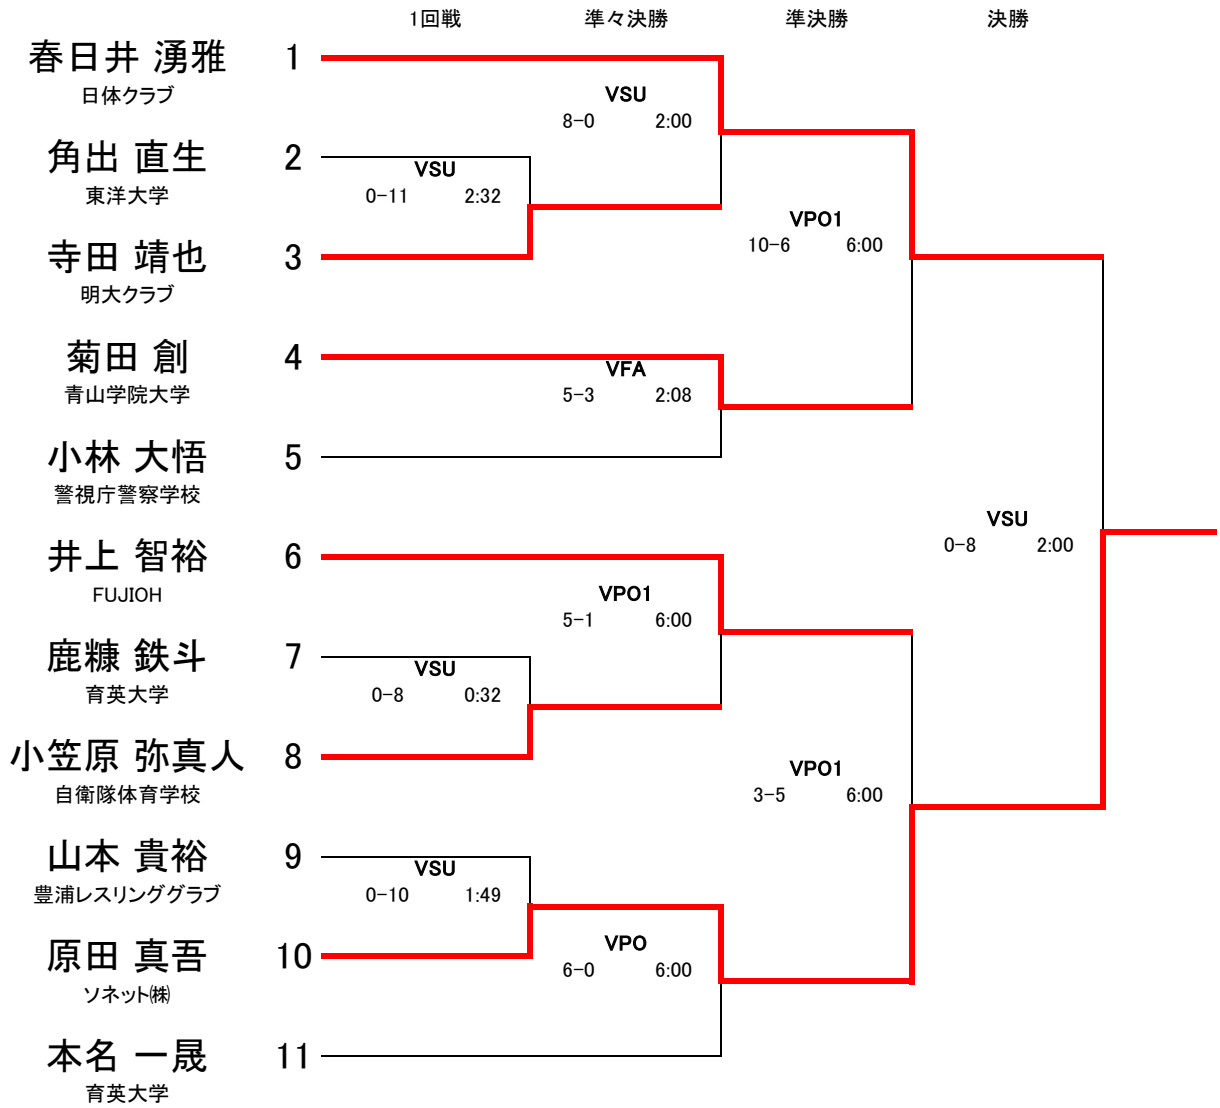 1回戦 準々決勝 準決勝 決勝
春日井 湧雅 1
日体クラブ
VSU
8-0 2:00
角出 直生 2
東洋大学
VSU
0-11 2:32
寺田 靖也 3
明大クラブ
VPO1
10-6 6:00
菊田 創 4
青山学院大学
VFA
5-3 2:08
小林 大悟 5
警視庁警察学校
VSU
0-8 2:00
井上 智裕 6
FUJIOH
VPO1
5-1 6:00
鹿糠 鉄斗 7
育英大学
VSU
0-8 0:32
小笠原 弥真人 8
自衛隊体育学校
VPO1
3-5 6:00
山本 貴裕 9
豊浦レスリンググラブ
VSU
0-10 1:49
原田 真吾 10
ソネット㈱
VPO
6-0 6:00
本名 一晟 11
育英大学